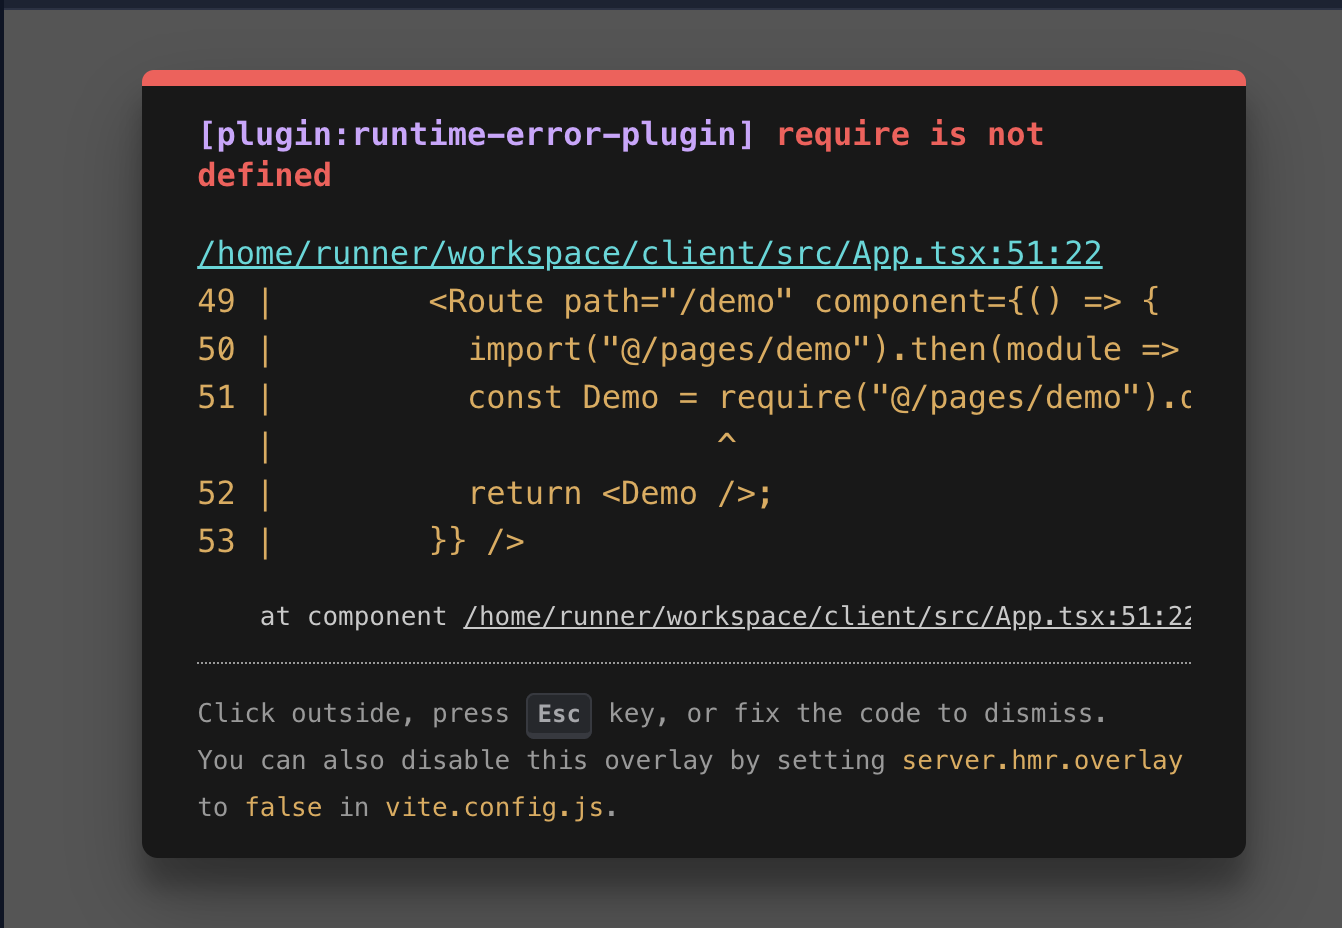 [plugin:runtime-error-plugin] require is not
defined
/home/runner/workspace/client/src/App.tsx:51:22
49 |        <Route path="/demo" component={() => {
50 |          import("@/pages/demo").then(module =>
51 |          const Demo = require("@/pages/demo").d
   |                       ^
52 |          return <Demo />;
53 |        }} />
at component /home/runner/workspace/client/src/App.tsx:51:22
Click outside, press Esc key, or fix the code to dismiss.
You can also disable this overlay by setting server.hmr.overlay
to false in vite.config.js.